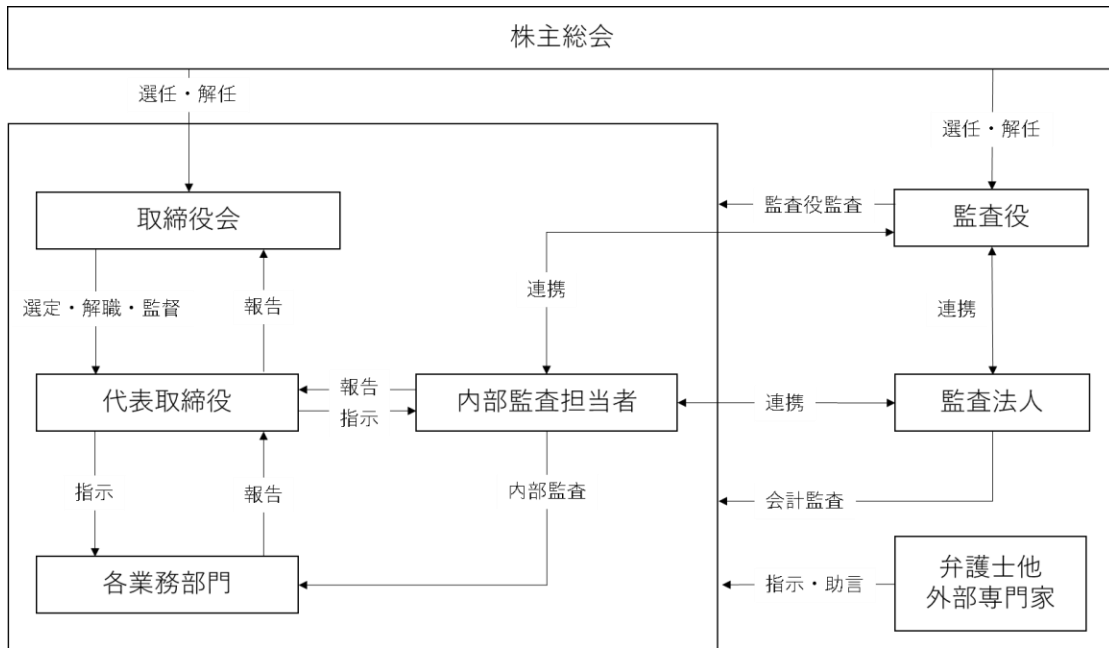 株主総会
選任・解任
選任・解任
取締役会
監査役監査
監査役
選定・解職・監督
報告
連携
連携
代表取締役
報告
指示
内部監査担当者
連携
監査法人
指示
報告
内部監査
会計監査
各業務部門
指示・助言
弁護士他
外部専門家